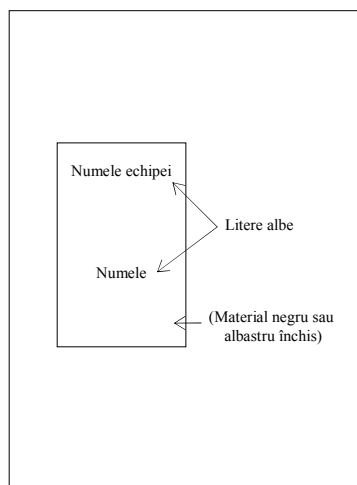 Numele echipei
Litere albe
Numele
(Material negru sau
albastru închis)